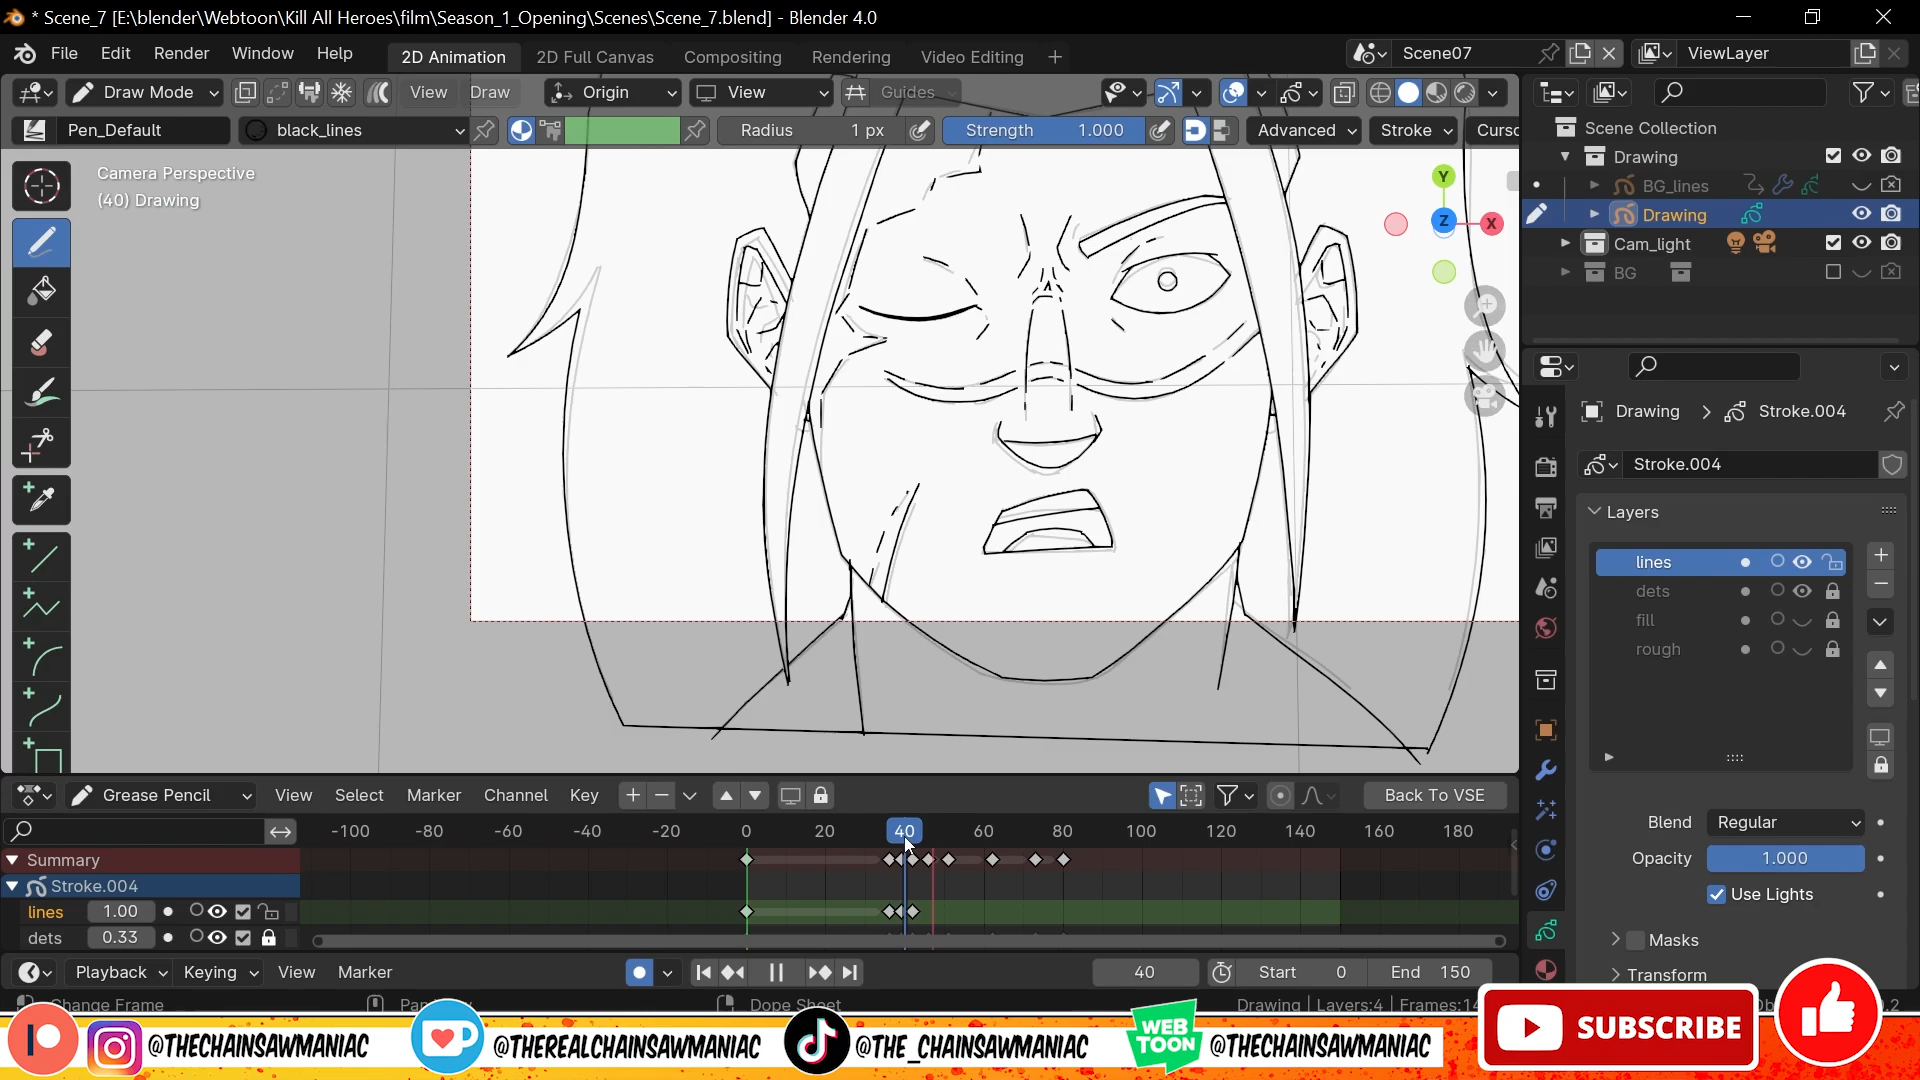 * Scene_7 [E:\blender\Webtoon\Kill All Heroes\film\Season_1_Opening\Scenes\Scene_7.blend] - Blender 4.0
File Edit Render Window Help 2D Animation 2D Full Canvas Compositing Rendering Video Editing + Scene07 ViewLayer
Draw Mode View Draw Origin View Guides
Pen_Default black_lines Radius 1 px Strength 1.000 Advanced Stroke
Camera Perspective
(40) Drawing
Y
Z X
Scene Collection
Drawing
BG_lines
Drawing
Cam_light
BG
Drawing > Stroke.004
Stroke.004
Layers
lines
dets
fill
rough
Blend Regular
Opacity 1.000
Use Lights
Masks
Transform
Grease Pencil View Select Marker Channel Key Back To VSE
-100 -80 -60 -40 -20 0 20 40 60 80 100 120 140 160 180
Summary
Stroke.004
lines 1.00
dets 0.33
Playback Keying View Marker 40 Start 0 End 150
Change Frame Dope Sheet Drawing | Layers:4 | Frames:
@THECHAINSAWMANIAC @THEREALCHAINSAWMANIAC @THE_CHAINSAWMANIAC WEB TOON @THECHAINSAWMANIAC SUBSCRIBE